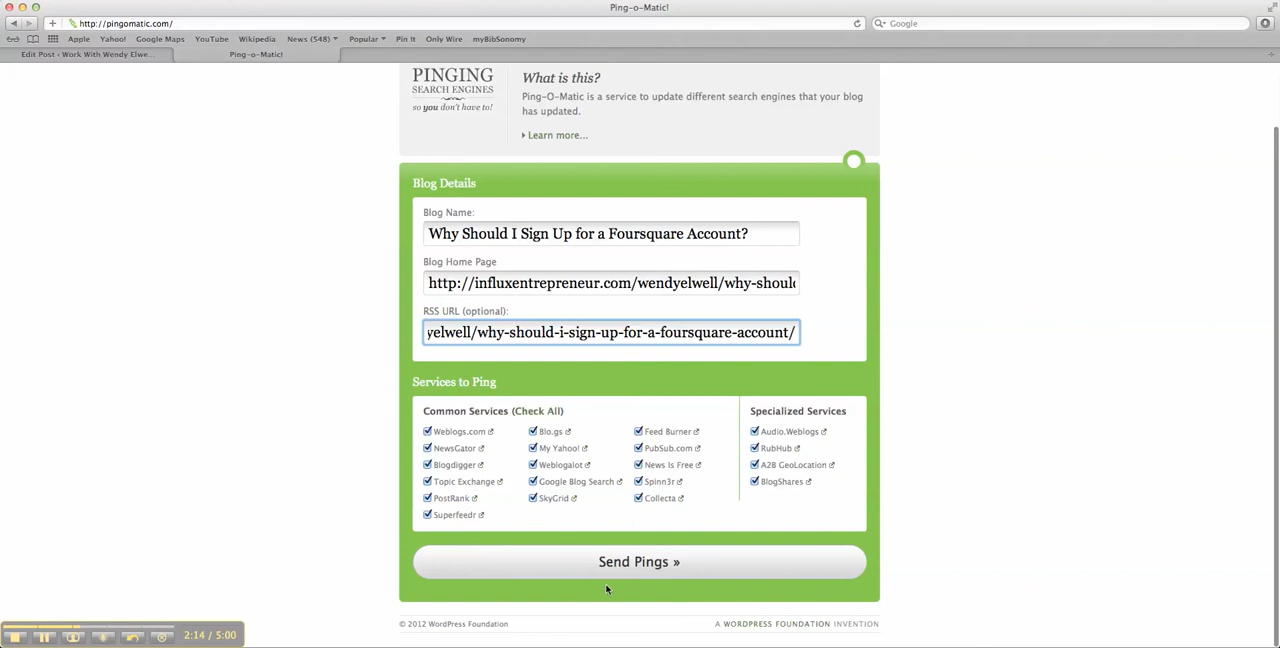 Ping-o-Matic!
http://pingomatic.com/
Google
Apple Yahoo! Google Maps YouTube Wikipedia News (548) Popular Pin It Only Wire myBibSonomy
Edit Post ‹ Work With Wendy Elwe...
Ping-o-Matic!
PINGING
SEARCH ENGINES
so you don't have to!
What is this?
Ping-O-Matic is a service to update different search engines that your blog
has updated.
Learn more...
Blog Details
Blog Name:
Why Should I Sign Up for a Foursquare Account?
Blog Home Page
http://influxentrepreneur.com/wendyelwell/why-should
RSS URL (optional):
yelwell/why-should-i-sign-up-for-a-foursquare-account/
Services to Ping
Common Services (Check All)
Weblogs.com Blo.gs Feed Burner
NewsGator My Yahoo! PubSub.com
Blogdigger Weblogalot News Is Free
Topic Exchange Google Blog Search Spinn3r
PostRank SkyGrid Collecta
Superfeedr
Specialized Services
Audio.Weblogs
RubHub
A2B GeoLocation
BlogShares
Send Pings »
© 2012 WordPress Foundation
A WORDPRESS FOUNDATION INVENTION
2:14 / 5:00